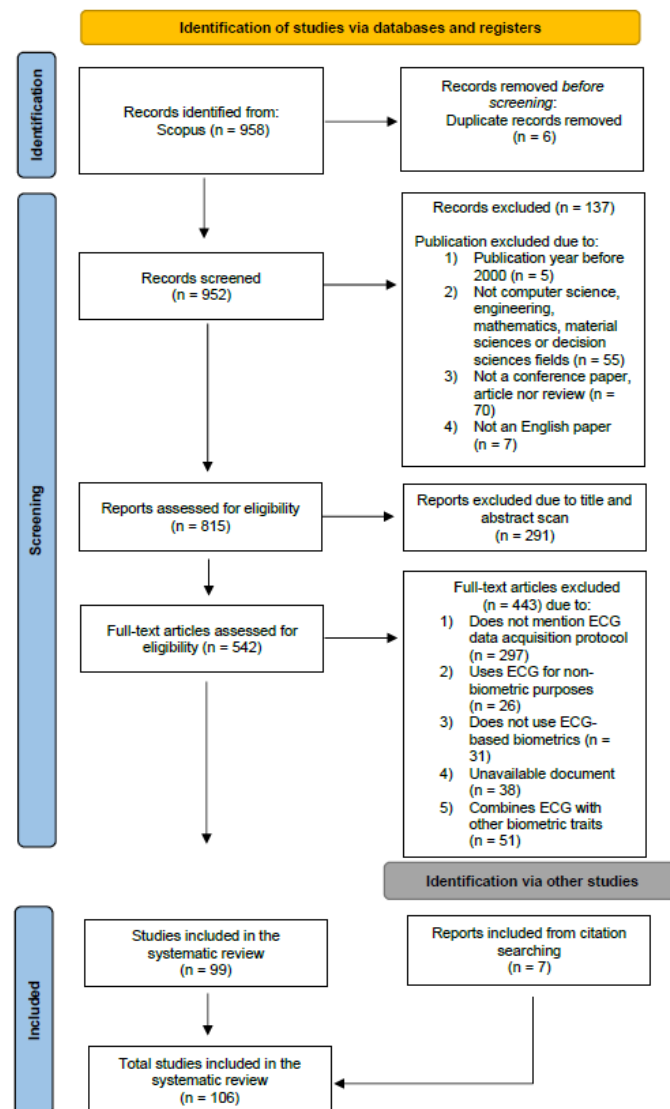 Identification of studies via databases and registers
Identification
Records identified from:
Scopus (n = 958)
Records removed before
screening:
Duplicate records removed
(n = 6)
Screening
Records screened
(n = 952)
Records excluded (n = 137)
Publication excluded due to:
1) Publication year before
2000 (n = 5)
2) Not computer science,
engineering,
mathematics, material
sciences or decision
sciences fields (n = 55)
3) Not a conference paper,
article nor review (n =
70)
4) Not an English paper
(n = 7)
Reports assessed for eligibility
(n = 815)
Reports excluded due to title and
abstract scan
(n = 291)
Full-text articles assessed for
eligibility (n = 542)
Full-text articles excluded
(n = 443) due to:
1) Does not mention ECG
data acquisition protocol
(n = 297)
2) Uses ECG for non-
biometric purposes
(n = 26)
3) Does not use ECG-
based biometrics (n =
31)
4) Unavailable document
(n = 38)
5) Combines ECG with
other biometric traits
(n = 51)
Identification via other studies
Included
Studies included in the
systematic review
(n = 99)
Reports included from citation
searching
(n = 7)
Total studies included in the
systematic review
(n = 106)